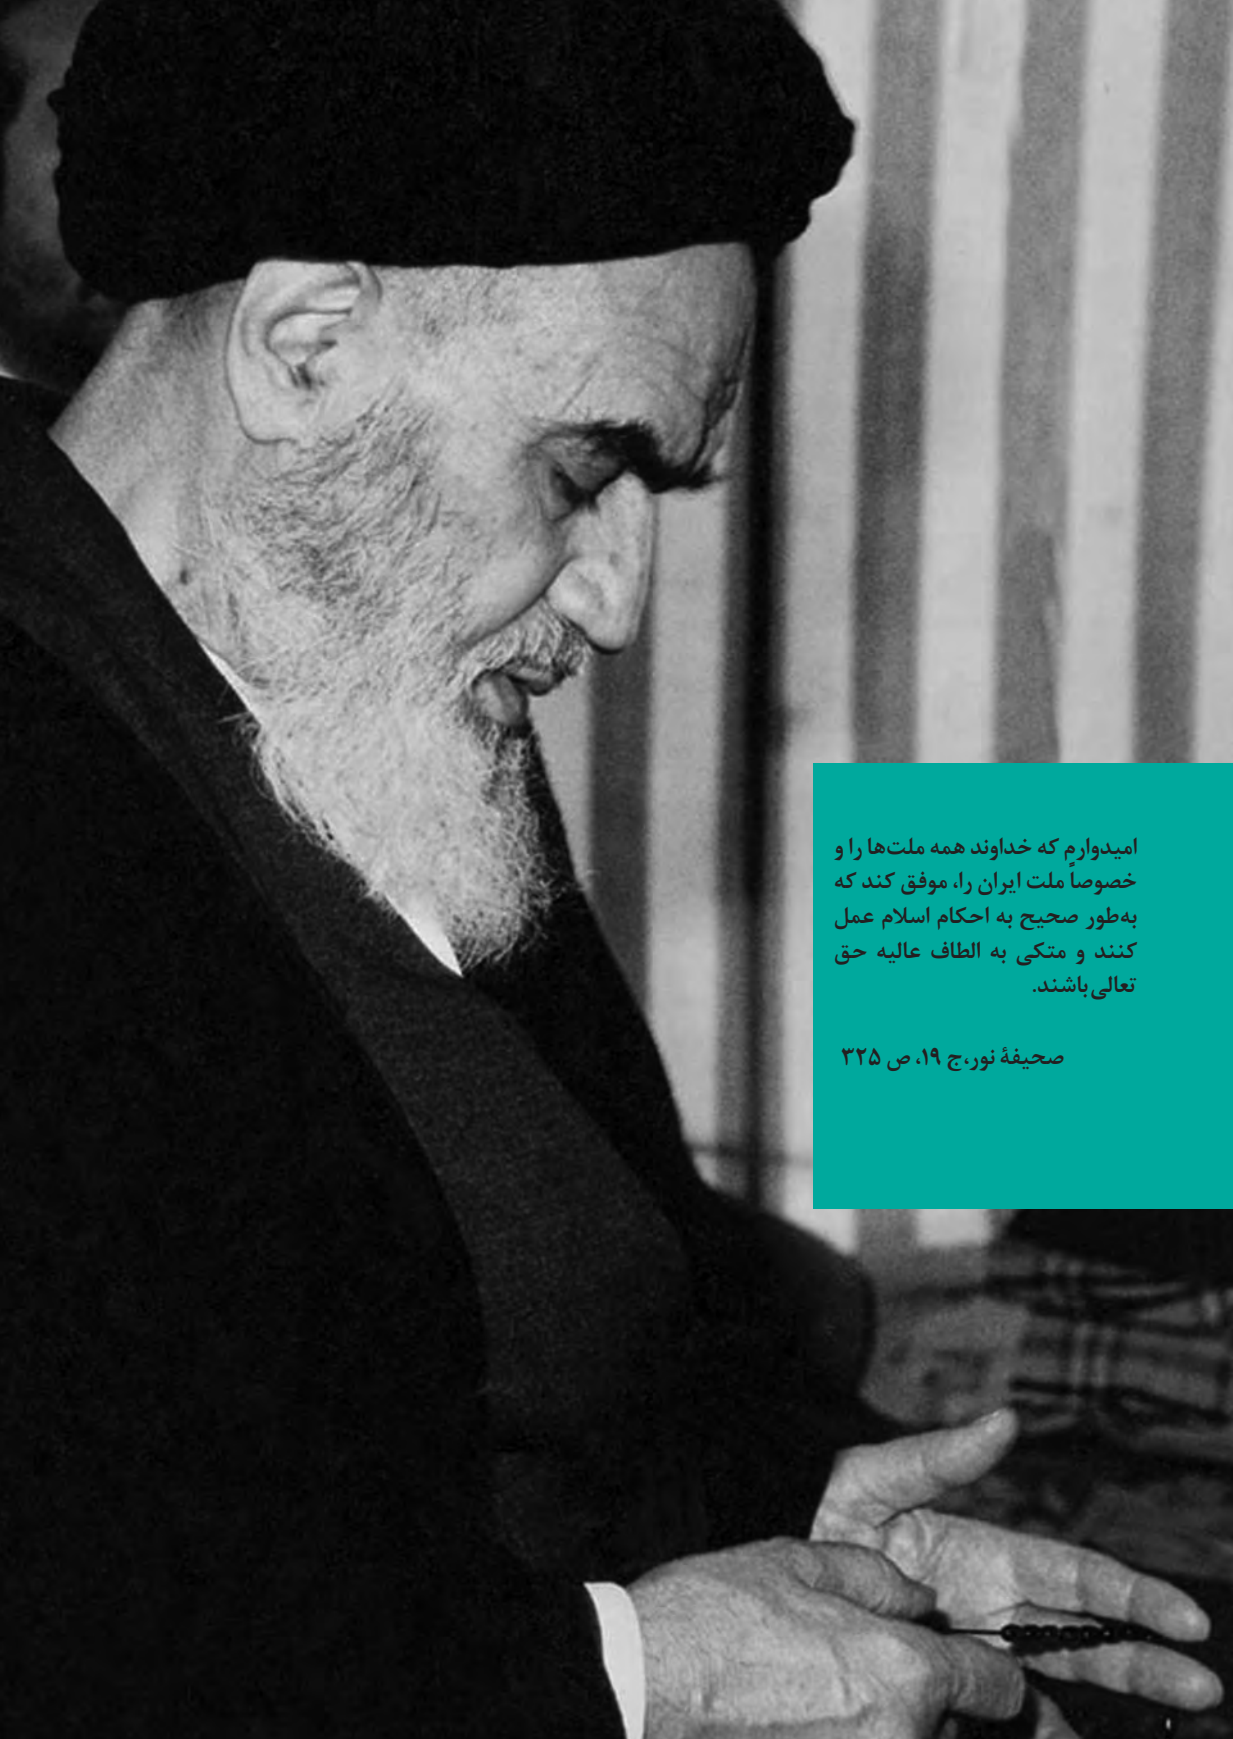 امیدوارم که خداوند همه ملت‌ها را و
خصوصاً ملت ایران را، موفق کند که
به‌طور صحیح به احکام اسلام عمل
کنند و متکی به الطاف عالیه حق
تعالی‌باشند.
صحیفهٔ نور،ج ۱۹، ص ۳۲۵